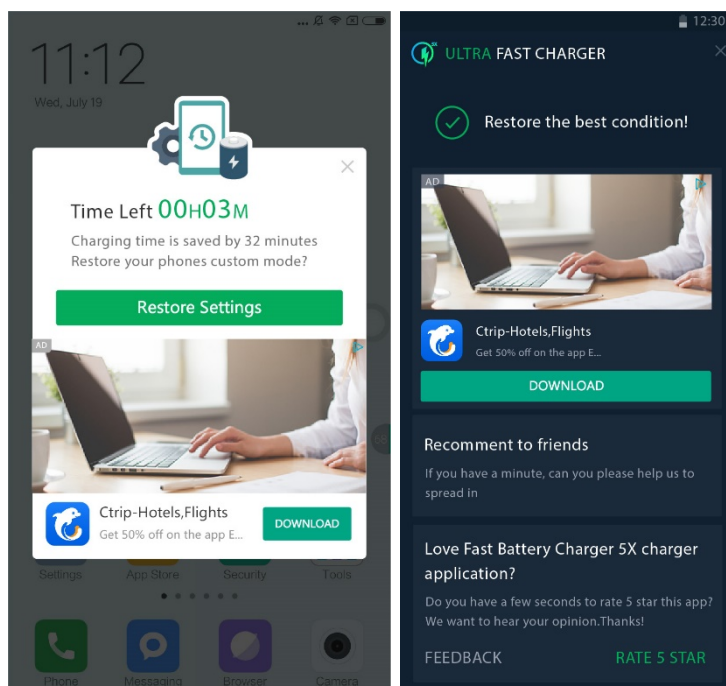 ...
11:12
Wed, July 19
Time Left 00H03M
Charging time is saved by 32 minutes
Restore your phones custom mode?
Restore Settings
AD
Ctrip-Hotels,Flights
Get 50% off on the app E...
DOWNLOAD
Settings
App Store
Security
Tools
Phone
Messaging
Browser
Camera
12:30
ULTRA FAST CHARGER
Restore the best condition!
AD
Ctrip-Hotels,Flights
Get 50% off on the app E...
DOWNLOAD
Recomment to friends
If you have a minute, can you please help us to
spread in
Love Fast Battery Charger 5X charger
application?
Do you have a few seconds to rate 5 star this app?
We want to hear your opinion.Thanks!
FEEDBACK
RATE 5 STAR